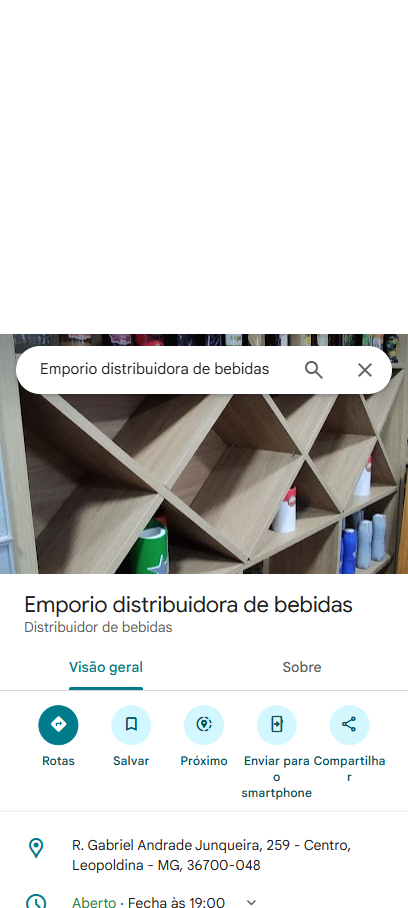 Emporio distribuidora de bebidas
Emporio distribuidora de bebidas
Distribuidor de bebidas
Visão geral
Sobre
Rotas
Salvar
Próximo
Enviar para
o
smartphone
Compartilha
r
R. Gabriel Andrade Junqueira, 259 - Centro,
Leopoldina - MG, 36700-048
Aberto · Fecha às 19:00